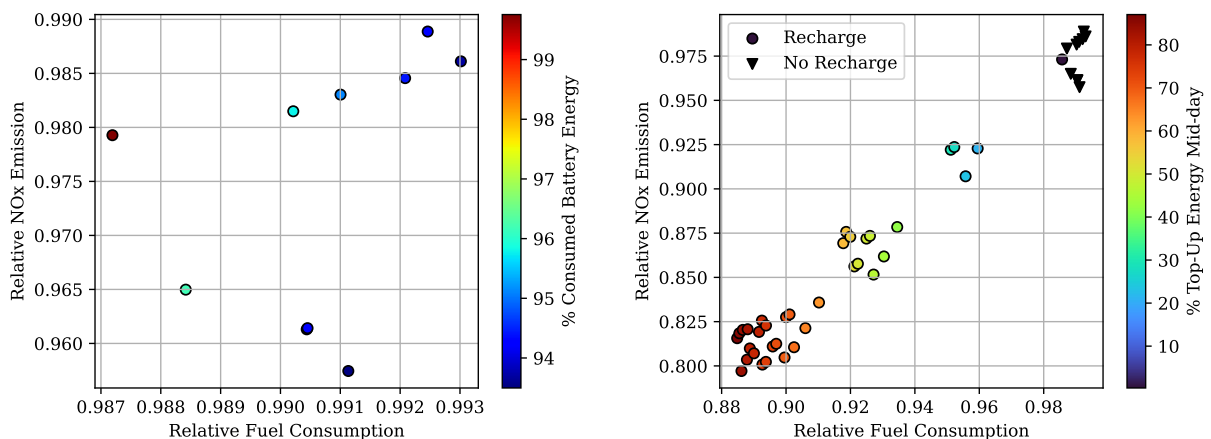 0.990
0.985
0.980
0.975
0.970
0.965
0.960
Relative NOx Emission
0.987 0.988 0.989 0.990 0.991 0.992 0.993
Relative Fuel Consumption
99
98
97
96
95
94
% Consumed Battery Energy
Recharge
No Recharge
0.975
0.950
0.925
0.900
0.875
0.850
0.825
0.800
Relative NOx Emission
0.88 0.90 0.92 0.94 0.96 0.98
Relative Fuel Consumption
80
70
60
50
40
30
20
10
% Top-Up Energy Mid-day